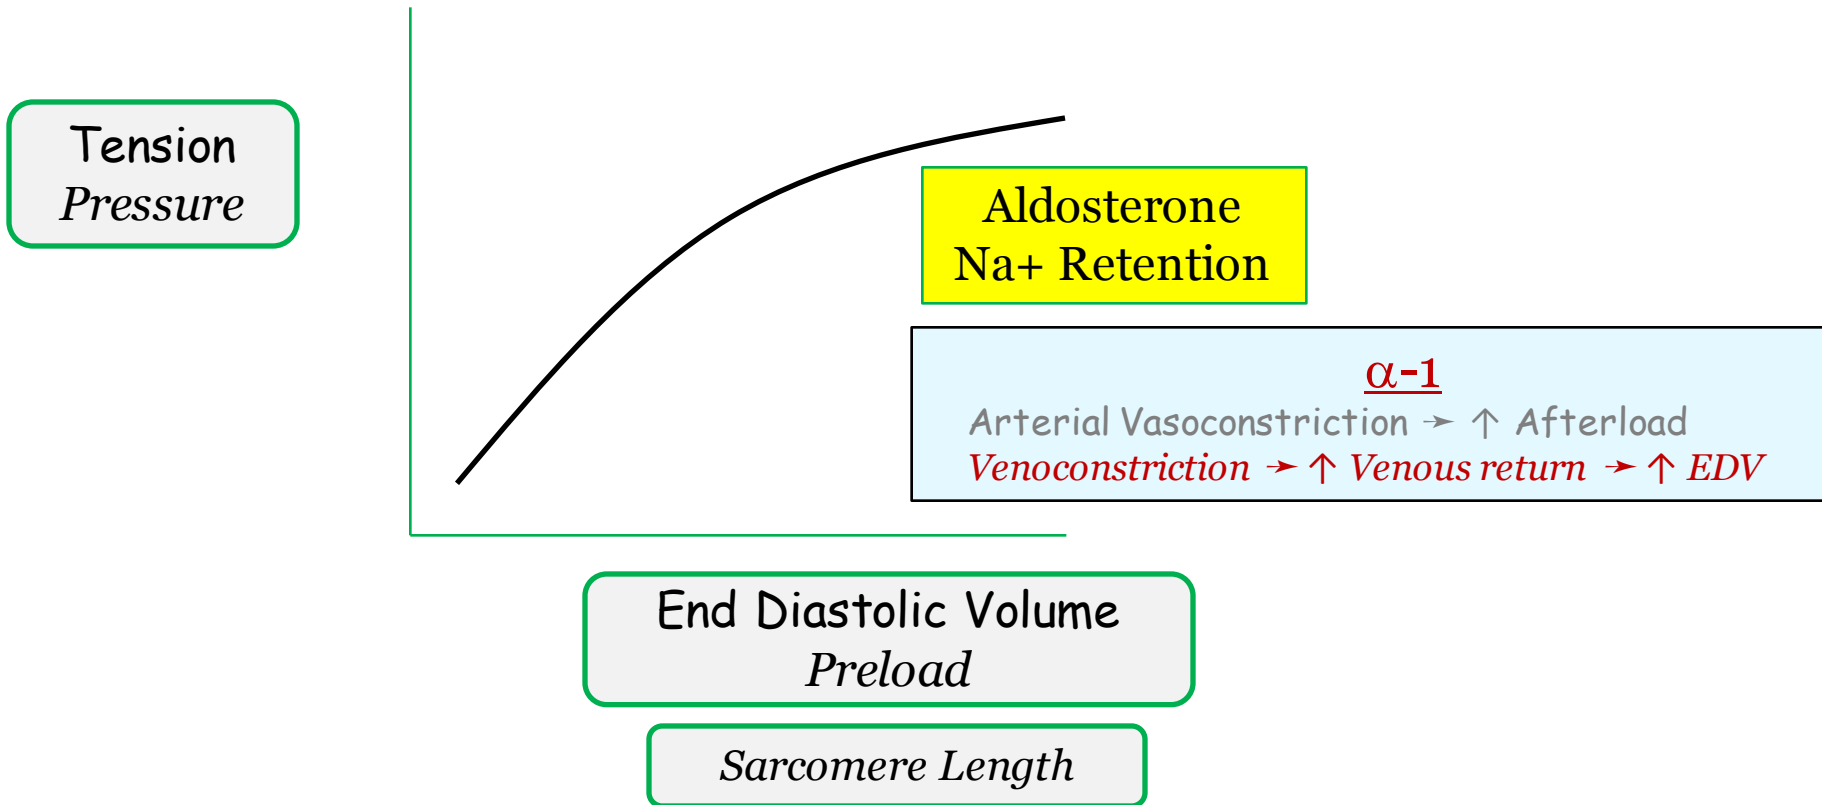 Tension
Pressure
Aldosterone
Na+ Retention
α-1
Arterial Vasoconstriction → ↑ Afterload
Venoconstriction → ↑ Venous return → ↑ EDV
End Diastolic Volume
Preload
Sarcomere Length